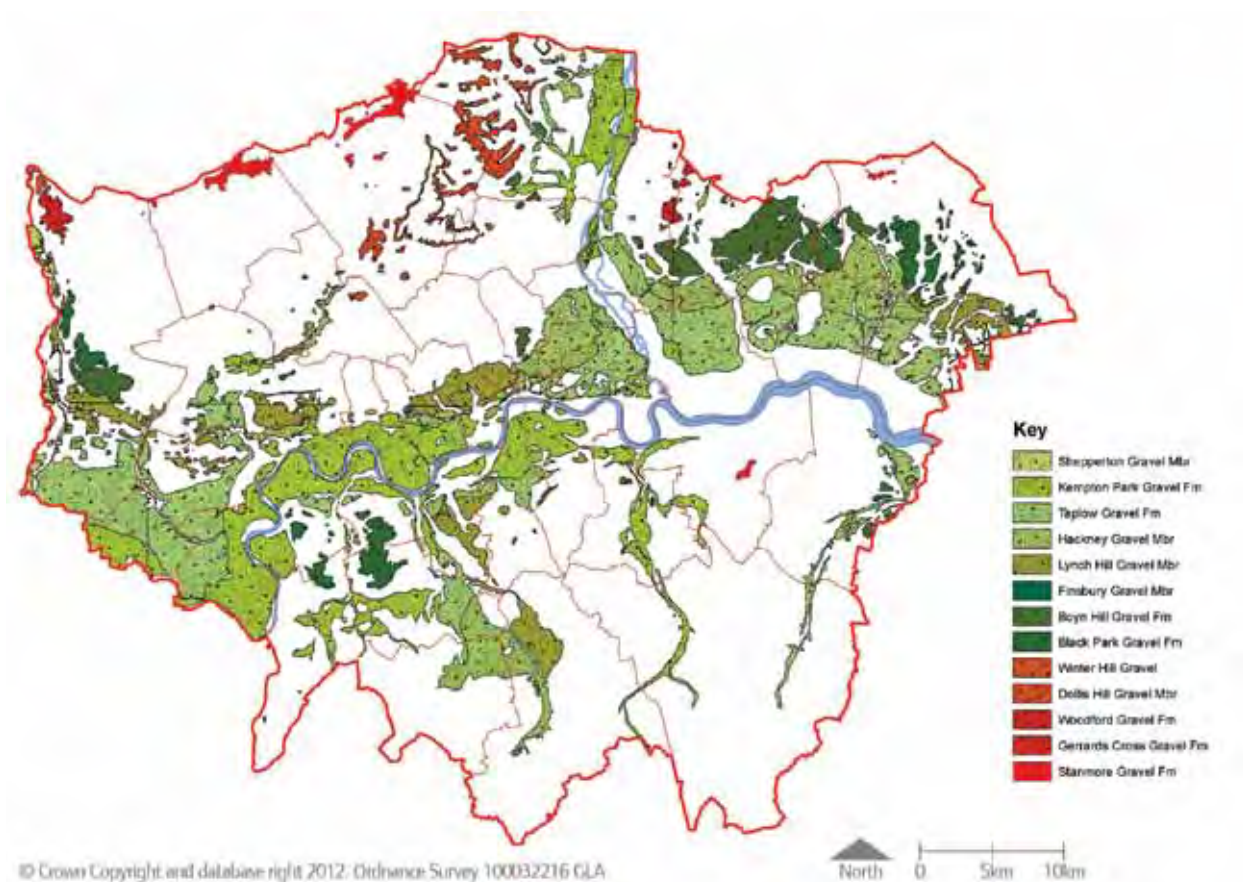 Key
Shepperton Gravel Mbr
Kempton Park Gravel Fm
Taplow Gravel Fm
Hackney Gravel Mbr
Lynch Hill Gravel Mbr
Finsbury Gravel Mbr
Boyn Hill Gravel Fm
Black Park Gravel Fm
Winter Hill Gravel
Dollis Hill Gravel Mbr
Woodford Gravel Fm
Gerrards Cross Gravel Fm
Stanmore Gravel Fm
© Crown Copyright and database right 2012. Ordnance Survey 100032216 GLA
North 0 5km 10km